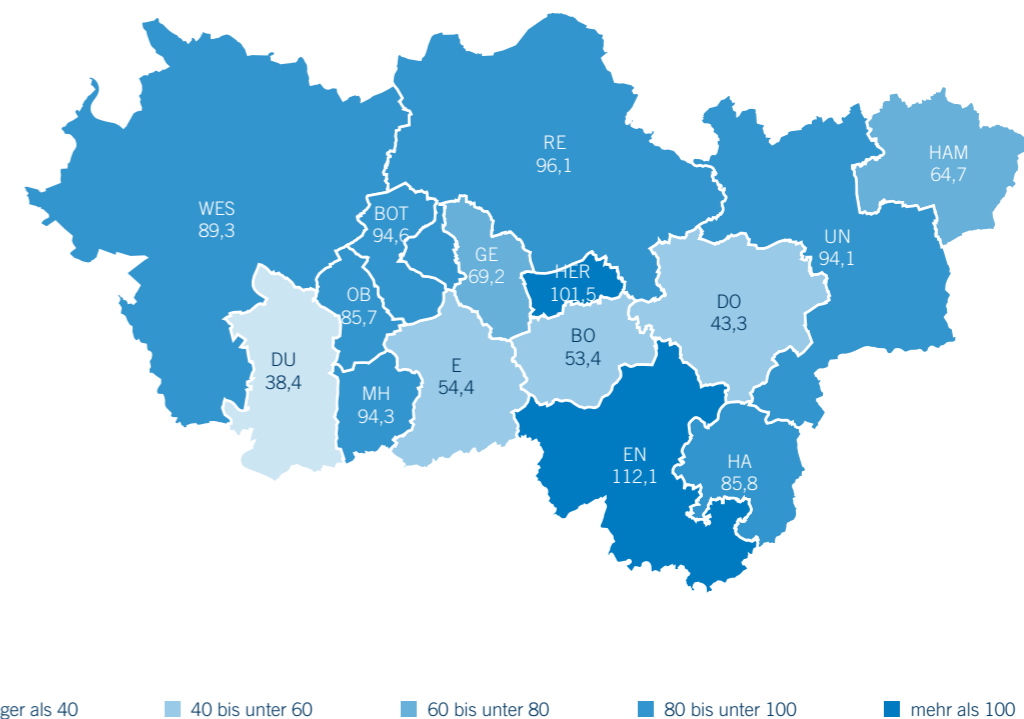 RE
96,1
HAM
64,7
WES
89,3
BOT
94,6
UN
94,1
GE
69,2
HER
101,5
OB
85,7
DO
43,3
BO
53,4
DU
38,4
E
54,4
MH
94,3
EN
112,1
HA
85,8
ger als 40
40 bis unter 60
60 bis unter 80
80 bis unter 100
mehr als 100